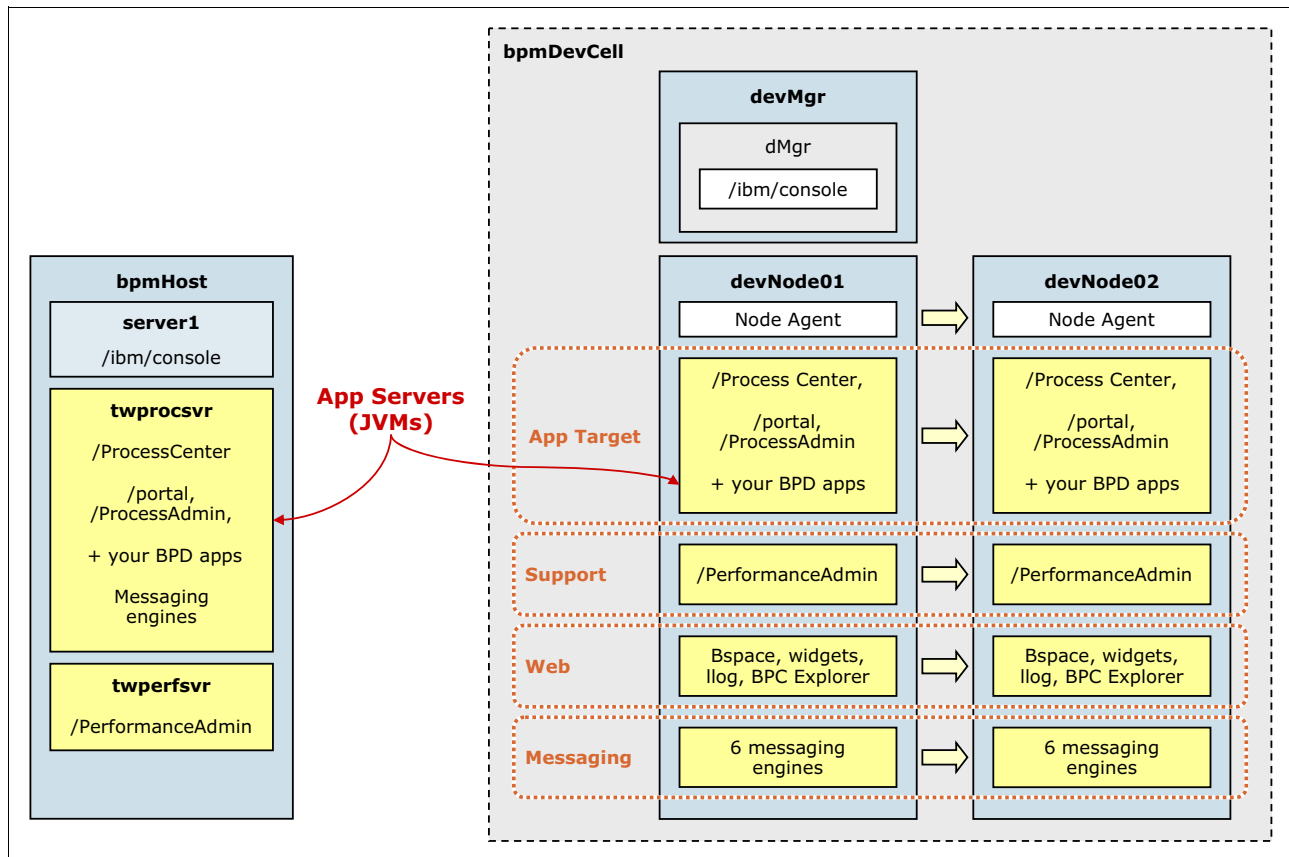 bpmDevCell
devMgr
dMgr
/ibm/console
bpmHost
server1
/ibm/console
twprocsvr
/ProcessCenter
/portal,
/ProcessAdmin,
+ your BPD apps
Messaging
engines
twperfsvr
/PerformanceAdmin
App Servers
(JVMs)
devNode01
Node Agent
devNode02
Node Agent
App Target
/Process Center,
/portal,
/ProcessAdmin
+ your BPD apps
/Process Center,
/portal,
/ProcessAdmin
+ your BPD apps
Support
/PerformanceAdmin
/PerformanceAdmin
Web
Bspace, widgets,
llog, BPC Explorer
Bspace, widgets,
llog, BPC Explorer
Messaging
6 messaging
engines
6 messaging
engines